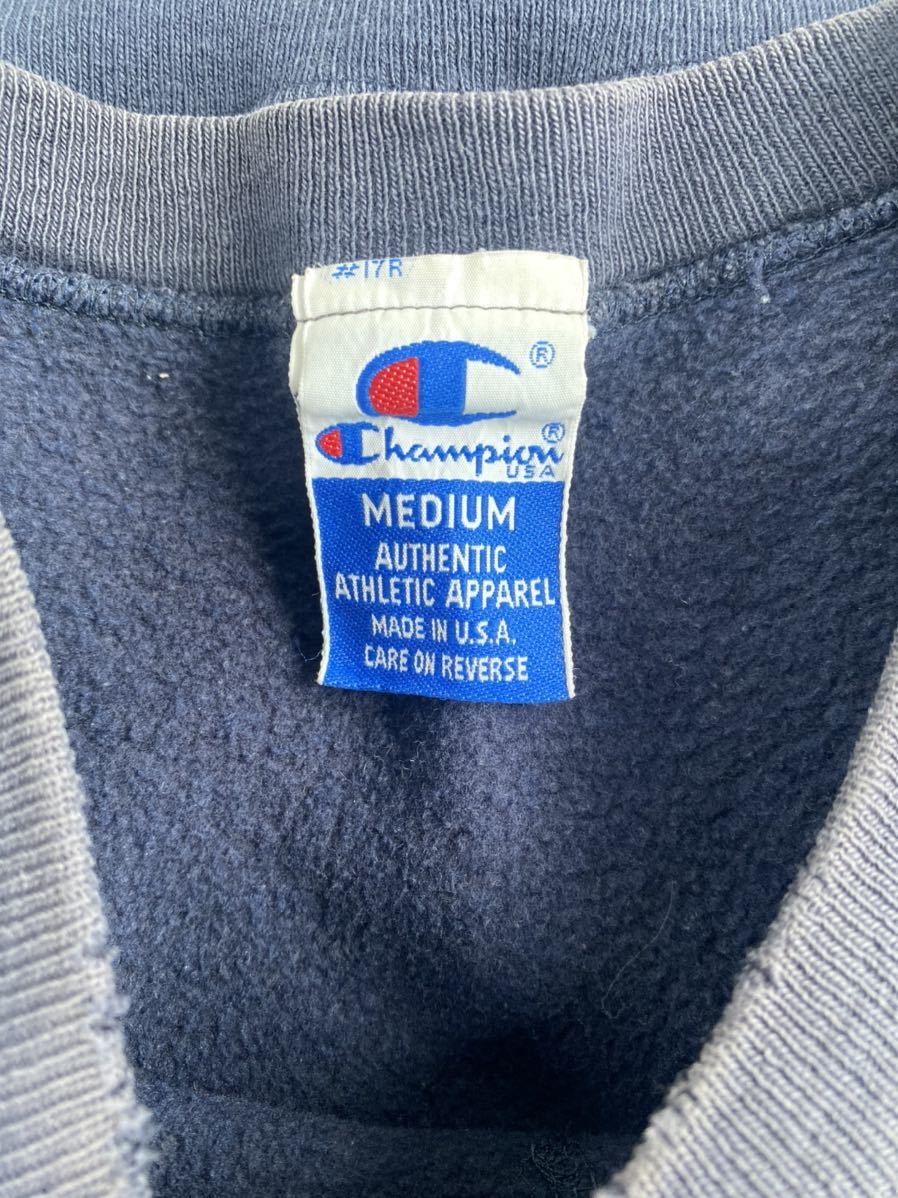 #17R
®
Champion®
USA
MEDIUM
AUTHENTIC
ATHLETIC APPAREL
MADE IN U.S.A.
CARE ON REVERSE